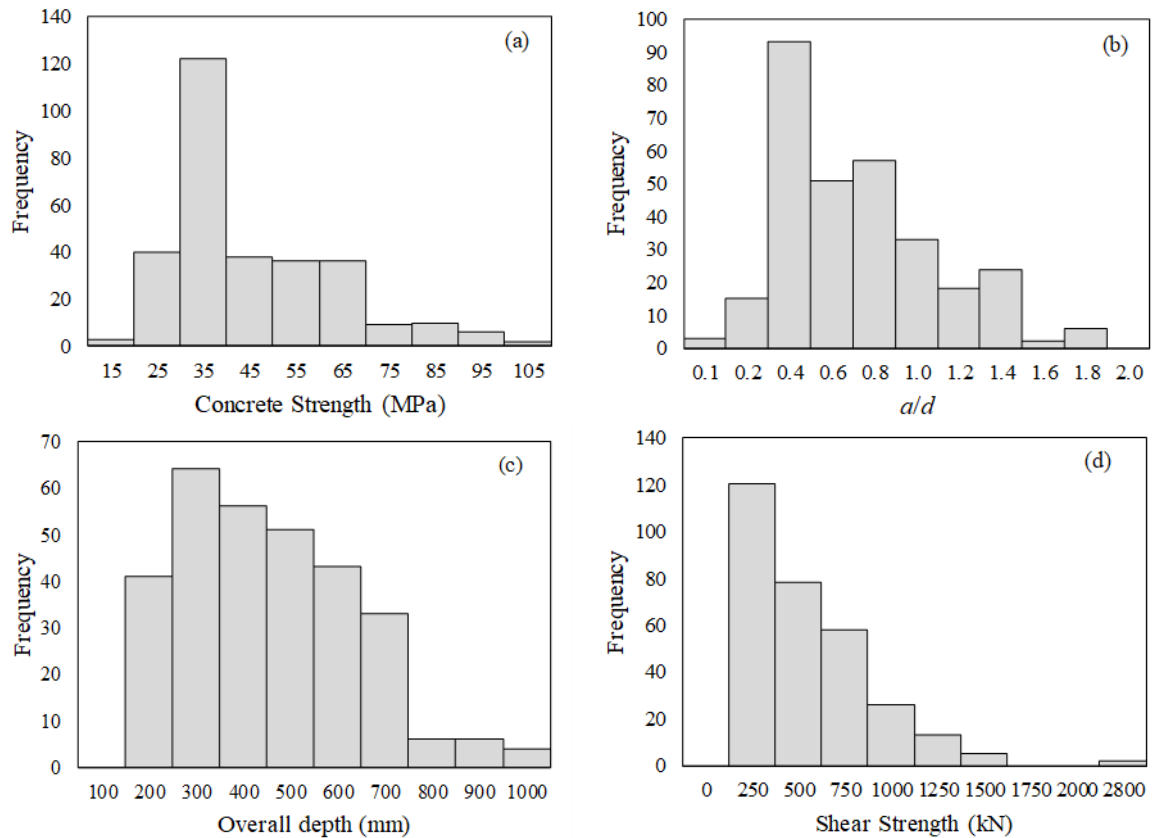 (a)
Frequency
140
120
100
80
60
40
20
0
15 25 35 45 55 65 75 85 95 105
Concrete Strength (MPa)
(b)
Frequency
100
90
80
70
60
50
40
30
20
10
0
0.1 0.2 0.4 0.6 0.8 1.0 1.2 1.4 1.6 1.8 2.0
a/d
(c)
Frequency
70
60
50
40
30
20
10
0
100 200 300 400 500 600 700 800 900 1000
Overall depth (mm)
(d)
Frequency
140
120
100
80
60
40
20
0
0 250 500 750 1000 1250 1500 1750 2000 2800
Shear Strength (kN)